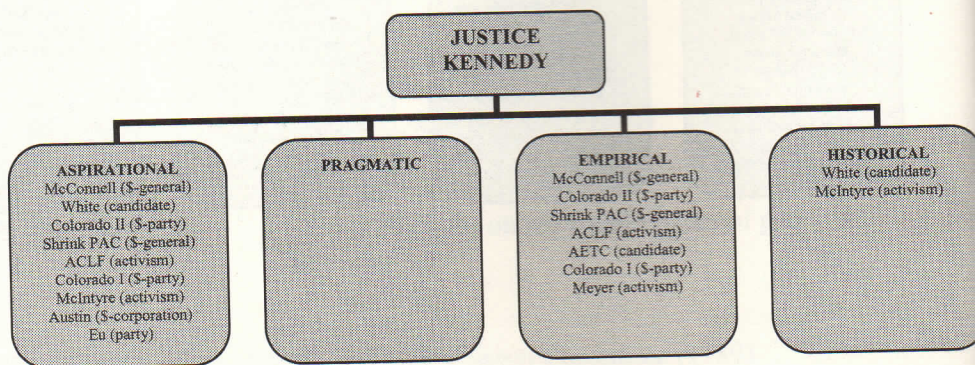 JUSTICE
KENNEDY
ASPIRATIONAL
McConnell ($-general)
White (candidate)
Colorado II ($-party)
Shrink PAC ($-general)
ACLF (activism)
Colorado I ($-party)
McIntyre (activism)
Austin ($-corporation)
Eu (party)
PRAGMATIC
EMPIRICAL
McConnell ($-general)
Colorado II ($-party)
Shrink PAC ($-general)
ACLF (activism)
AETC (candidate)
Colorado I ($-party)
Meyer (activism)
HISTORICAL
White (candidate)
McIntyre (activism)